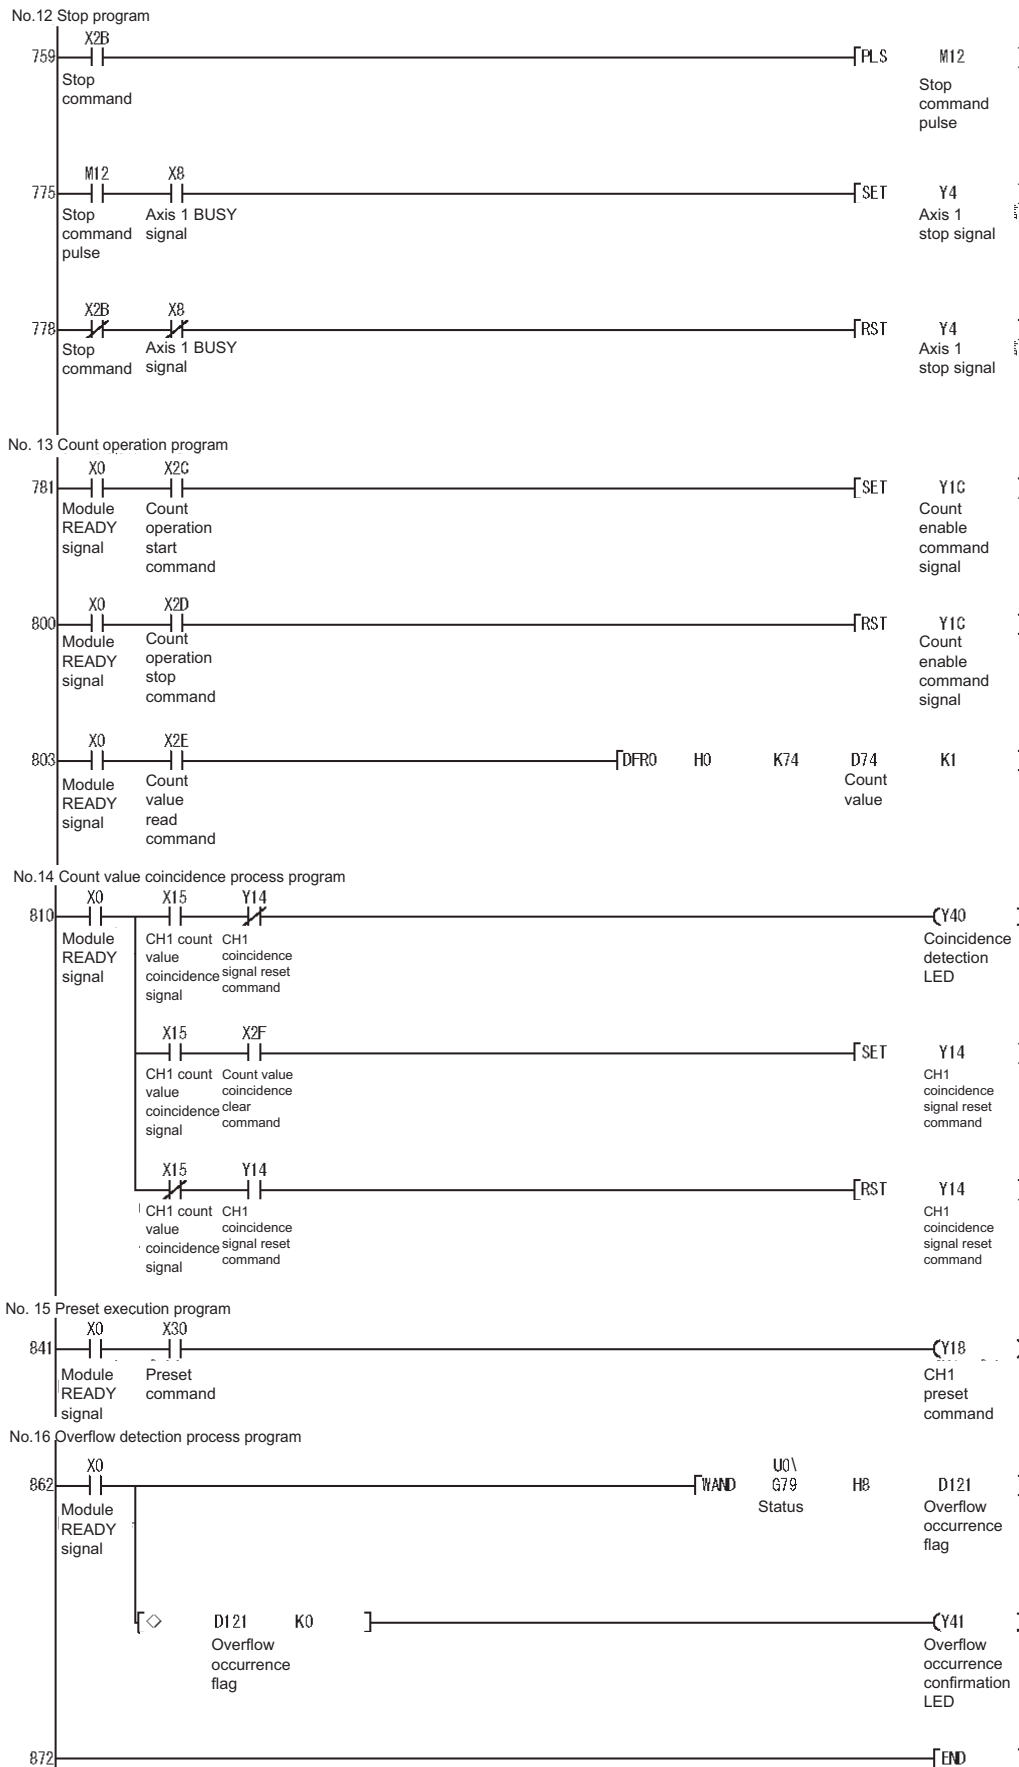 No.12 Stop program
X2B
759 PLS M12
Stop command
Stop command pulse
M12 X8
775 SET Y4
Stop command pulse
Axis 1 BUSY signal
Axis 1 stop signal
X2B X8
778 RST Y4
Stop command
Axis 1 BUSY signal
Axis 1 stop signal
No. 13 Count operation program
X0 X2C
781 SET Y1C
Module READY signal
Count operation start command
Count enable command signal
X0 X2D
800 RST Y1C
Module READY signal
Count operation stop command
Count enable command signal
X0 X2E
803 DFRO H0 K74 D74 K1
Module READY signal
Count value read command
Count value
No.14 Count value coincidence process program
X0 X15 Y14
810 Y40
Module READY signal
CH1 count value coincidence signal
CH1 coincidence signal reset command
Coincidence detection LED
X15 X2F
SET Y14
CH1 count value coincidence signal
Count value coincidence clear command
CH1 coincidence signal reset command
X15 Y14
RST Y14
CH1 count value coincidence signal
CH1 coincidence signal reset command
CH1 coincidence signal reset command
No. 15 Preset execution program
X0 X30
841 Y18
Module READY signal
Preset command
CH1 preset command
No.16 Overflow detection process program
X0 U0\
862 WAND G79 H8 D121
Module READY signal
Status
Overflow occurrence flag
<> D121 K0 Y41
Overflow occurrence flag
Overflow occurrence confirmation LED
872 END